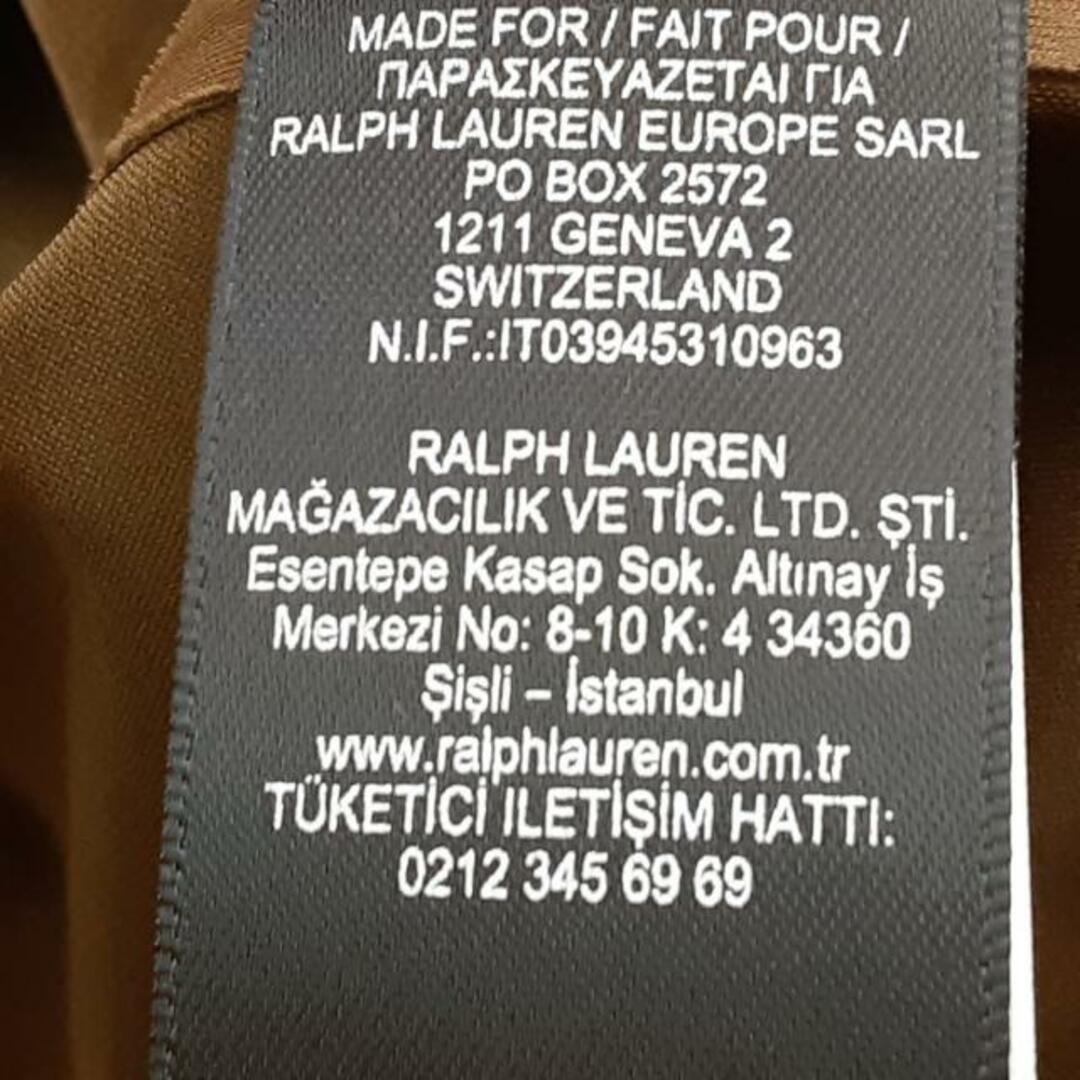 MADE FOR / FAIT POUR /
ΠΑΡΑΣΚΕΥΑΖΕΤΑΙ ΓΙΑ
RALPH LAUREN EUROPE SARL
PO BOX 2572
1211 GENEVA 2
SWITZERLAND
N.I.F.:IT03945310963
RALPH LAUREN
MAĞAZACILIK VE TİC. LTD. ŞTİ.
Esentepe Kasap Sok. Altınay İş
Merkezi No: 8-10 K: 4 34360
Şişli – İstanbul
www.ralphlauren.com.tr
TÜKETİCİ ILETİŞİM HATTI:
0212 345 69 69